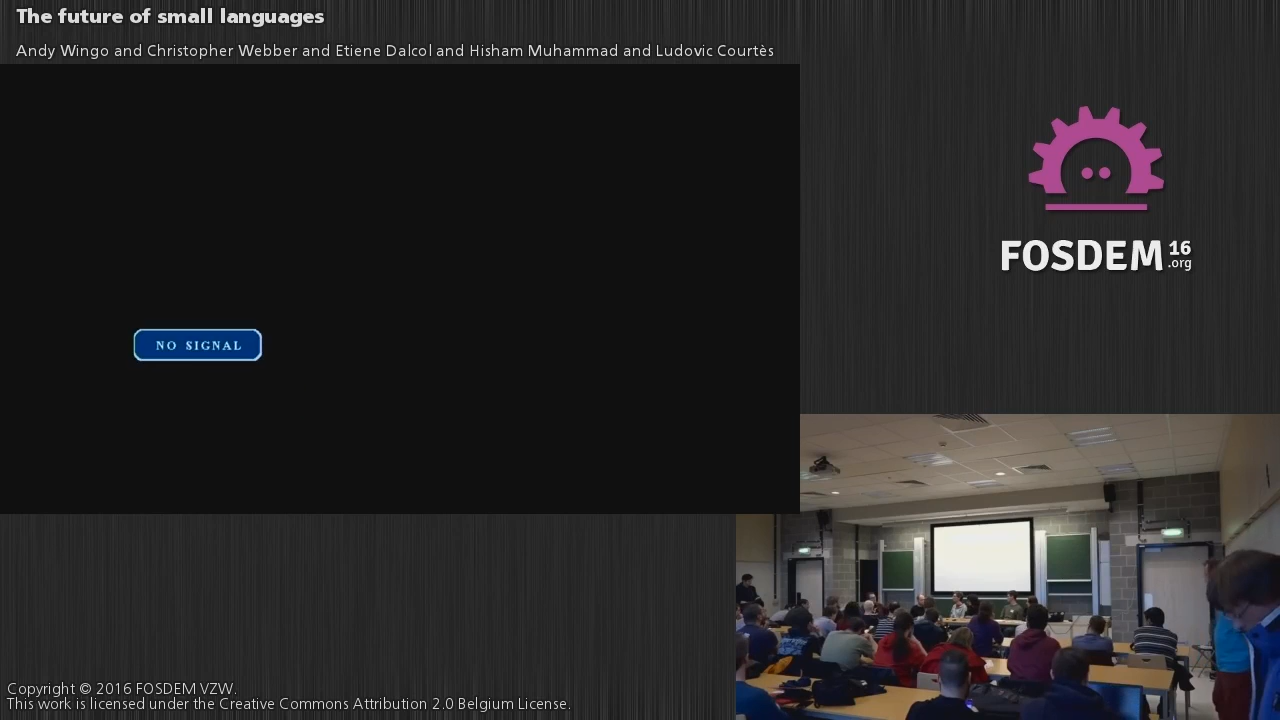 The future of small languages
Andy Wingo and Christopher Webber and Etiene Dalcol and Hisham Muhammad and Ludovic Courtès
NO SIGNAL
FOSDEM 16
.org
Copyright © 2016 FOSDEM VZW.
This work is licensed under the Creative Commons Attribution 2.0 Belgium License.